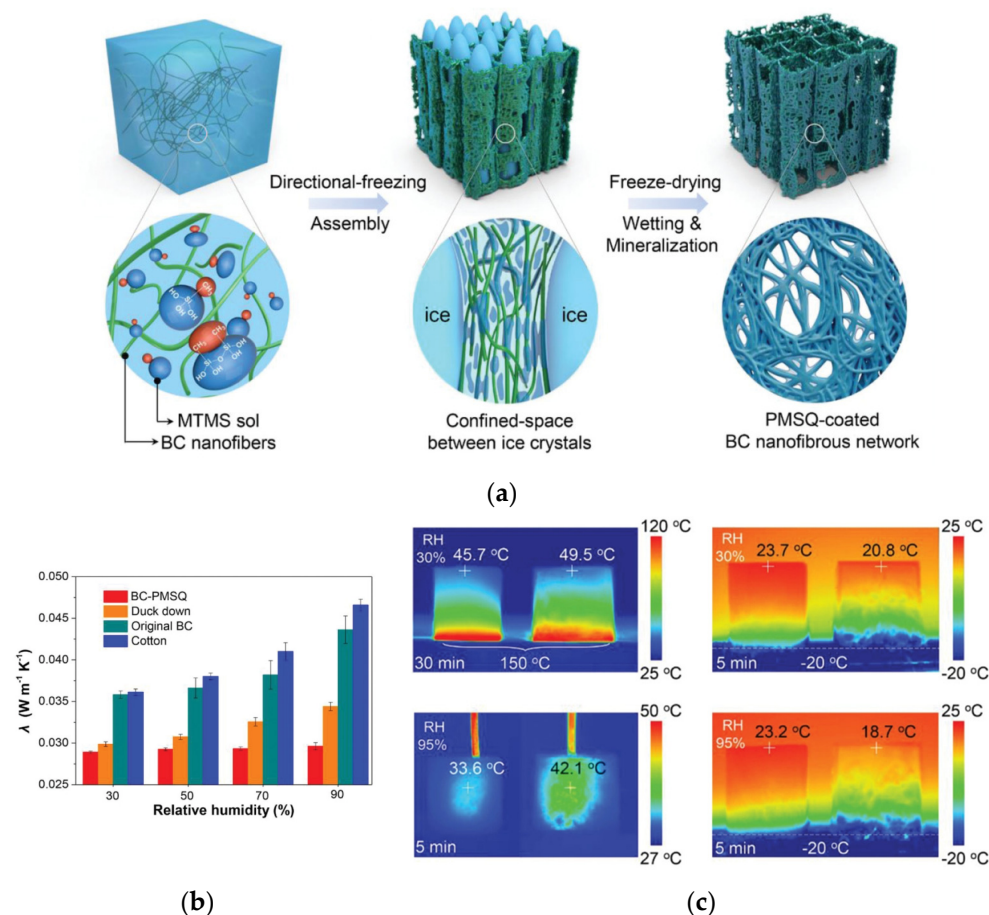 Directional-freezing
Assembly
Freeze-drying
Wetting &
Mineralization
HO
Si
CH3
OH
OH
CH3
CH3
OH
Si
Si
O
HO
OH
OH
ice
ice
MTMS sol
BC nanofibers
Confined-space
between ice crystals
PMSQ-coated
BC nanofibrous network
(a)
0.050
0.045
0.040
0.035
0.030
0.025
λ (W m-1 K-1)
BC-PMSQ
Duck down
Original BC
Cotton
30
50
70
90
Relative humidity (%)
(b)
RH
30%
45.7 °C
49.5 °C
30 min
150 °C
120 °C
25 °C
RH
30%
23.7 °C
20.8 °C
5 min
-20 °C
25 °C
-20 °C
RH
95%
33.6 °C
42.1 °C
5 min
50 °C
27 °C
RH
95%
23.2 °C
18.7 °C
5 min
-20 °C
25 °C
-20 °C
(c)